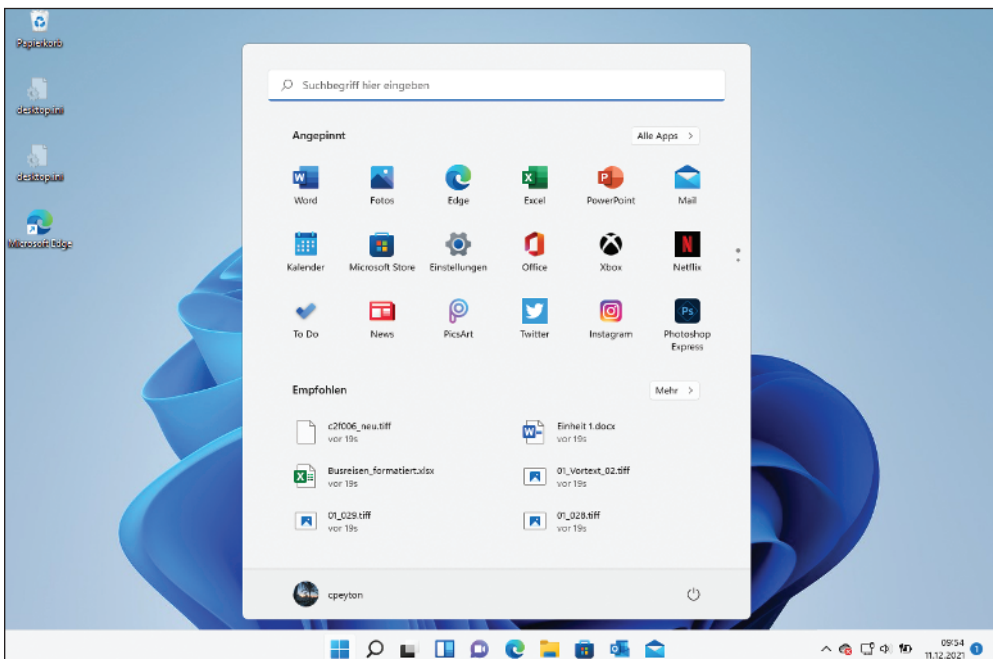 Papierkorb
desktop.ini
desktop.ini
Microsoft Edge
Suchbegriff hier eingeben
Angepinnt
Alle Apps >
Word Fotos Edge Excel PowerPoint Mail
Kalender Microsoft Store Einstellungen Office Xbox Netflix
To Do News PicsArt Twitter Instagram Photoshop
Express
Empfohlen
Mehr >
c2f006_neu.tiff Einheit 1.docx
vor 19s vor 19s
Busreisen_formatiert.xlsx 01_Vortext_02.tiff
vor 19s vor 19s
01_029.tiff 01_028.tiff
vor 19s vor 19s
cpeyton
09:54
11.12.2021 1